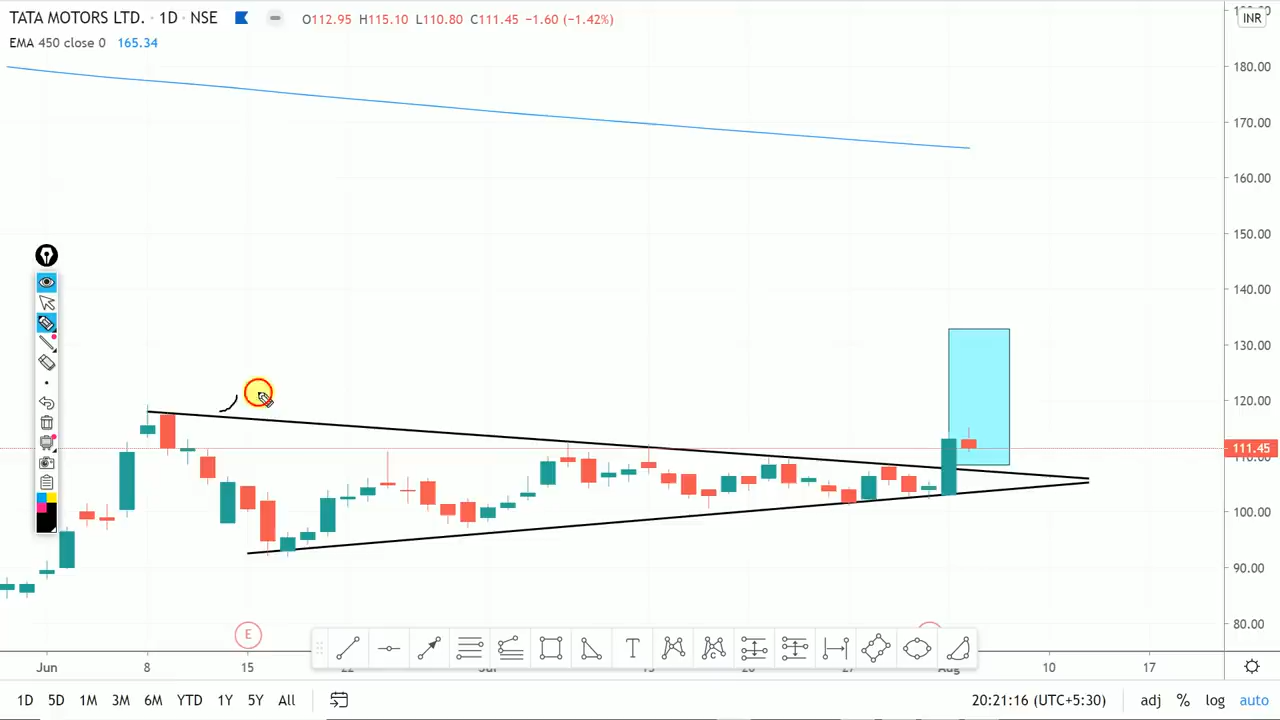 TATA MOTORS LTD. · 1D · NSE O112.95 H115.10 L110.80 C111.45 −1.60 (−1.42%)
INR
EMA 450 close 0 165.34
180.00
170.00
160.00
150.00
140.00
130.00
120.00
111.45
100.00
90.00
80.00
E
T
C
Jun 8 15 22 10 17
1D 5D 1M 3M 6M YTD 1Y 5Y All 20:21:16 (UTC+5:30) adj % log auto